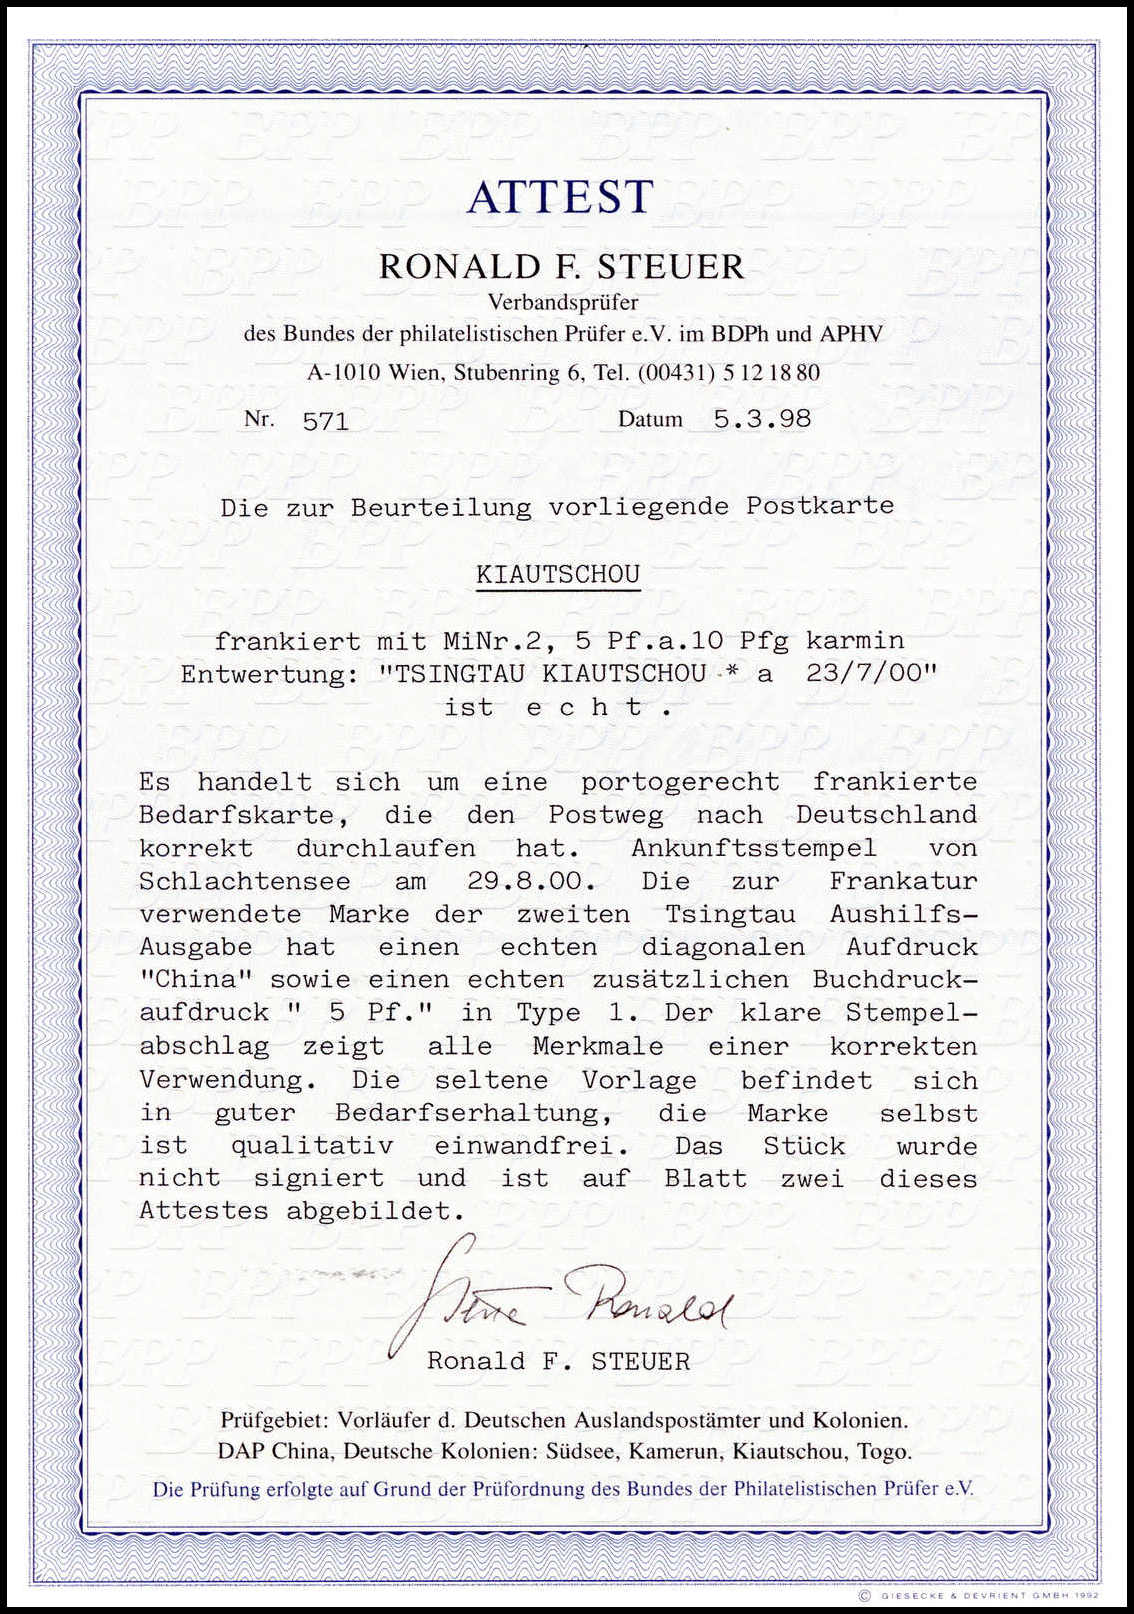 ATTEST
RONALD F. STEUER
Verbandsprüfer
des Bundes der philatelistischen Prüfer e.V. im BDPh und APHV
A-1010 Wien, Stubenring 6, Tel. (00431) 5 12 18 80
Nr. 571 Datum 5.3.98
Die zur Beurteilung vorliegende Postkarte
KIAUTSCHOU
frankiert mit MiNr.2, 5 Pf.a.10 Pfg karmin
Entwertung: "TSINGTAU KIAUTSCHOU * a 23/7/00"
ist e c h t .
Es handelt sich um eine portogerecht frankierte
Bedarfskarte, die den Postweg nach Deutschland
korrekt durchlaufen hat. Ankunftsstempel von
Schlachtensee am 29.8.00. Die zur Frankatur
verwendete Marke der zweiten Tsingtau Aushilfs-
Ausgabe hat einen echten diagonalen Aufdruck
"China" sowie einen echten zusätzlichen Buchdruck-
aufdruck " 5 Pf." in Type 1. Der klare Stempel-
abschlag zeigt alle Merkmale einer korrekten
Verwendung. Die seltene Vorlage befindet sich
in guter Bedarfserhaltung, die Marke selbst
ist qualitativ einwandfrei. Das Stück wurde
nicht signiert und ist auf Blatt zwei dieses
Attestes abgebildet.
Ronald
Ronald F. STEUER
Prüfgebiet: Vorläufer d. Deutschen Auslandspostämter und Kolonien.
DAP China, Deutsche Kolonien: Südsee, Kamerun, Kiautschou, Togo.
Die Prüfung erfolgte auf Grund der Prüfordnung des Bundes der Philatelistischen Prüfer e.V.
© GIESECKE & DEVRIENT GMBH 1992